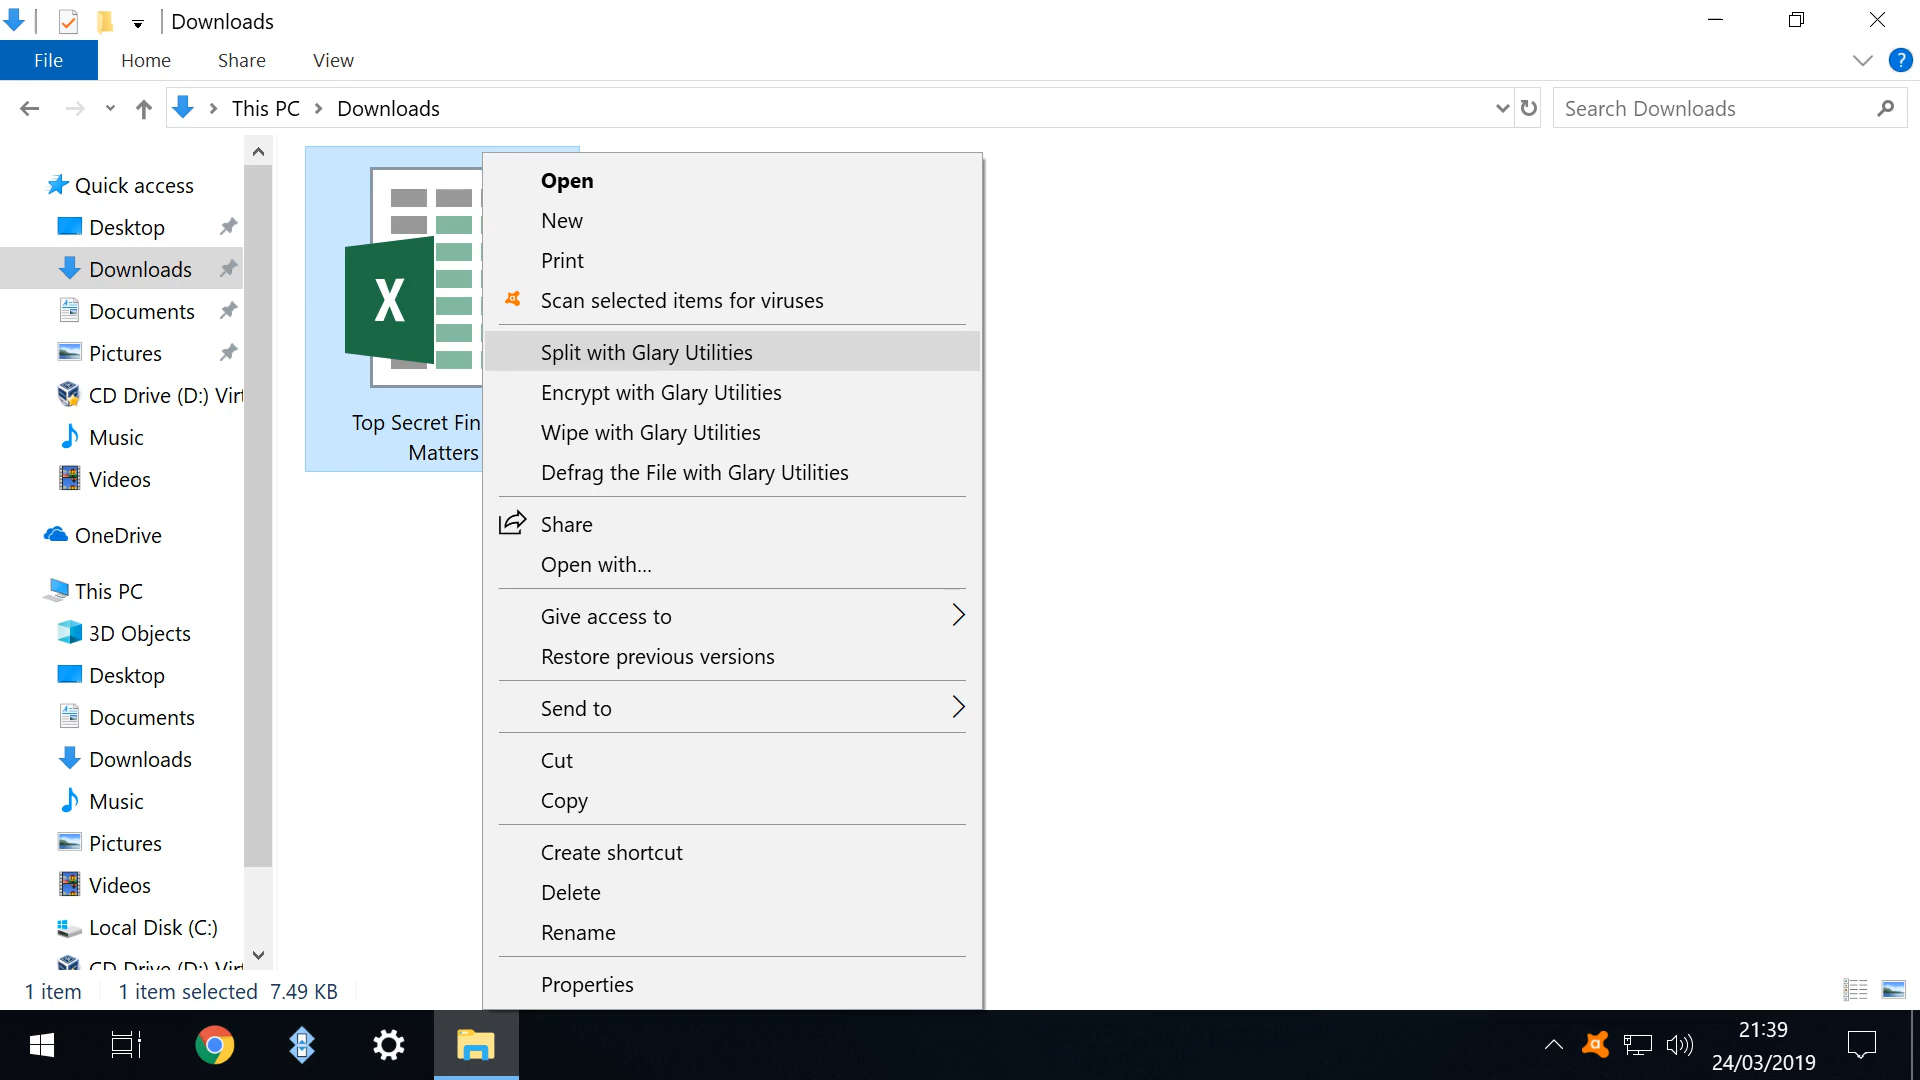 Downloads
File Home Share View
?
This PC > Downloads
Search Downloads
Quick access
Desktop
Downloads
Documents
Pictures
CD Drive (D:) Virt
Music
Videos
OneDrive
This PC
3D Objects
Desktop
Documents
Downloads
Music
Pictures
Videos
Local Disk (C:)
CD Drive (D:) Virt
X
Top Secret Fin
Matters
Open
New
Print
Scan selected items for viruses
Split with Glary Utilities
Encrypt with Glary Utilities
Wipe with Glary Utilities
Defrag the File with Glary Utilities
Share
Open with...
Give access to
Restore previous versions
Send to
Cut
Copy
Create shortcut
Delete
Rename
Properties
1 item 1 item selected 7.49 KB
21:39
24/03/2019